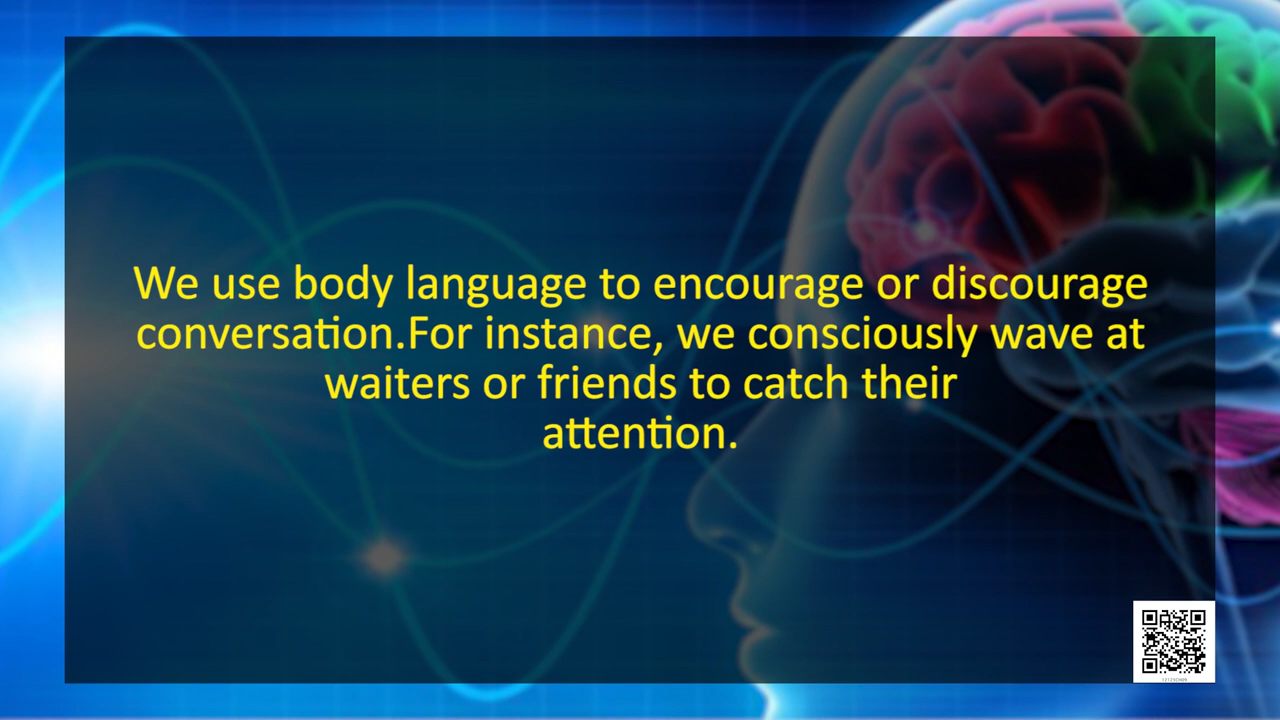 We use body language to encourage or discourage
conversation.For instance, we consciously wave at
waiters or friends to catch their
attention.